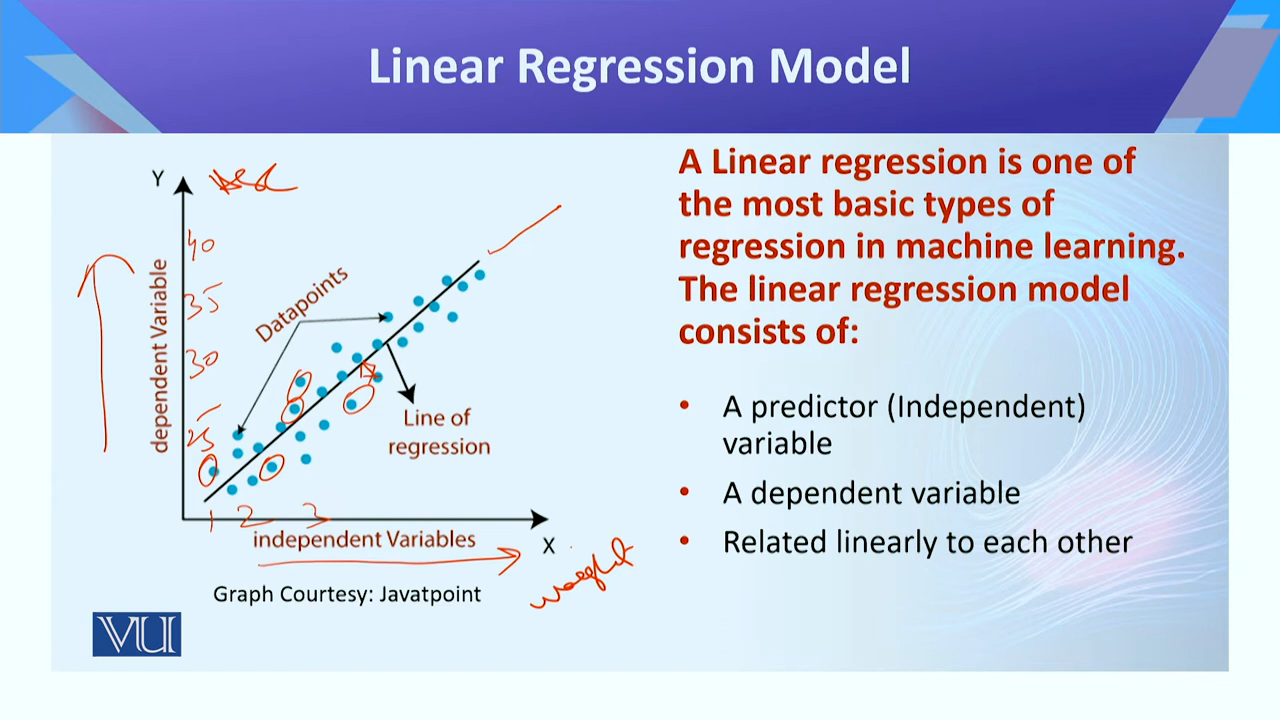 Linear Regression Model
A Linear regression is one of
the most basic types of
regression in machine learning.
The linear regression model
consists of:
• A predictor (Independent)
variable
• A dependent variable
• Related linearly to each other
Y
40
35
30
25
dependent Variable
Datapoints
Line of
regression
1 2 3
independent Variables
X
weight
Graph Courtesy: Javatpoint
VU